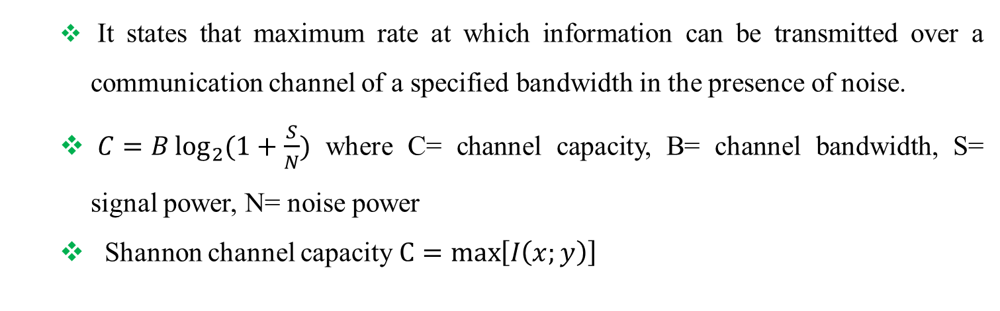 ❖ It states that maximum rate at which information can be transmitted over a
communication channel of a specified bandwidth in the presence of noise.
❖ C = B log₂(1 + S/N) where C= channel capacity, B= channel bandwidth, S=
signal power, N= noise power
❖ Shannon channel capacity C = max[I(x; y)]